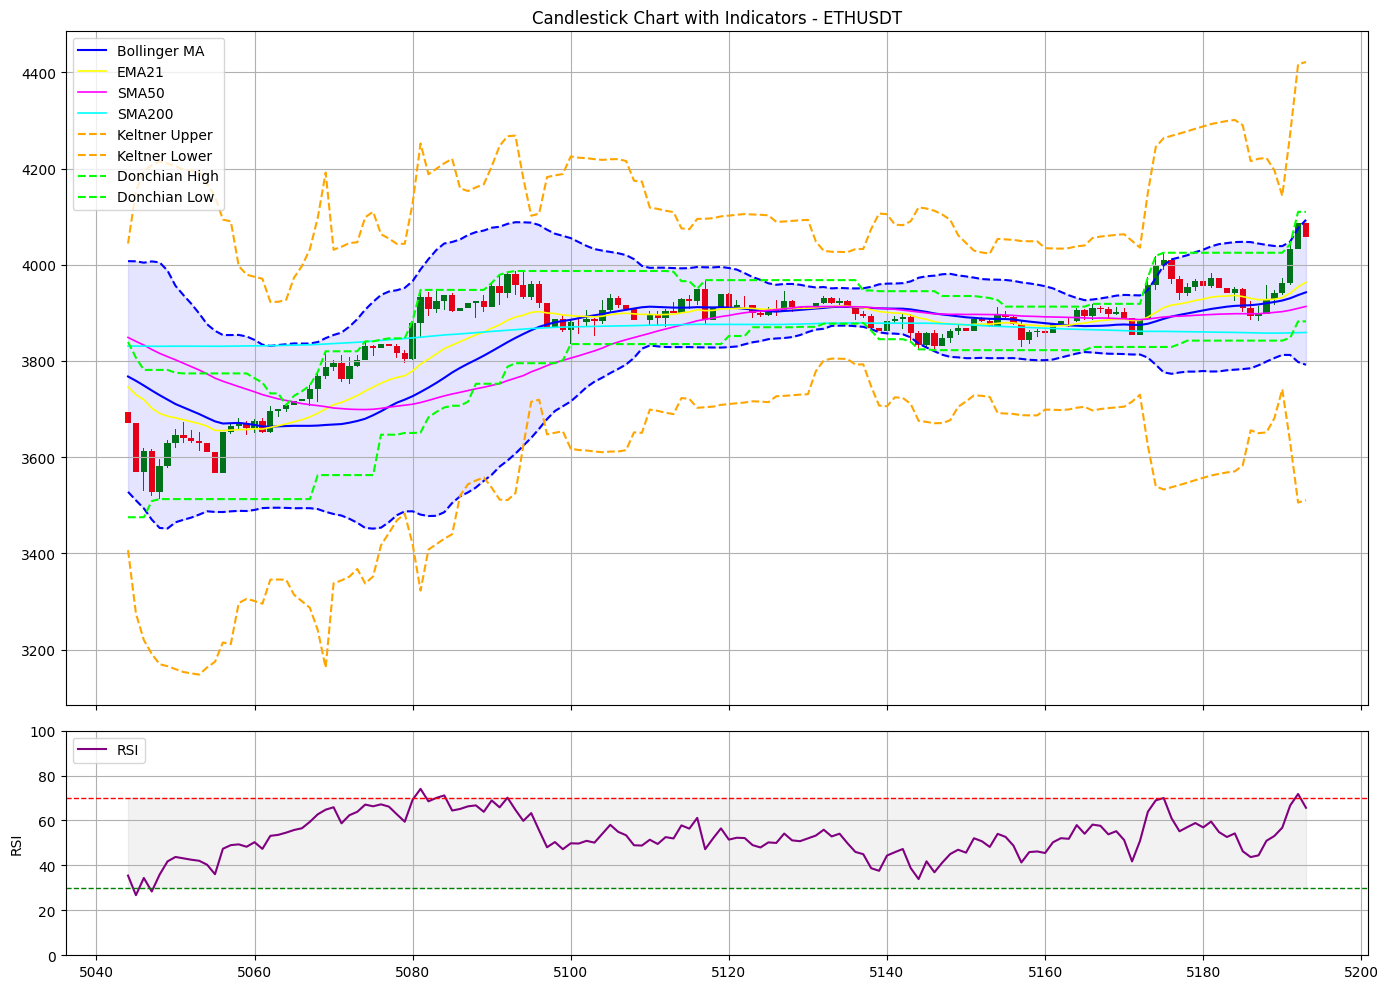 Candlestick Chart with Indicators - ETHUSDT
Bollinger MA
EMA21
SMA50
SMA200
Keltner Upper
Keltner Lower
Donchian High
Donchian Low
4400
4200
4000
3800
3600
3400
3200
RSI
100
80
60
40
20
0
RSI
5040
5060
5080
5100
5120
5140
5160
5180
5200